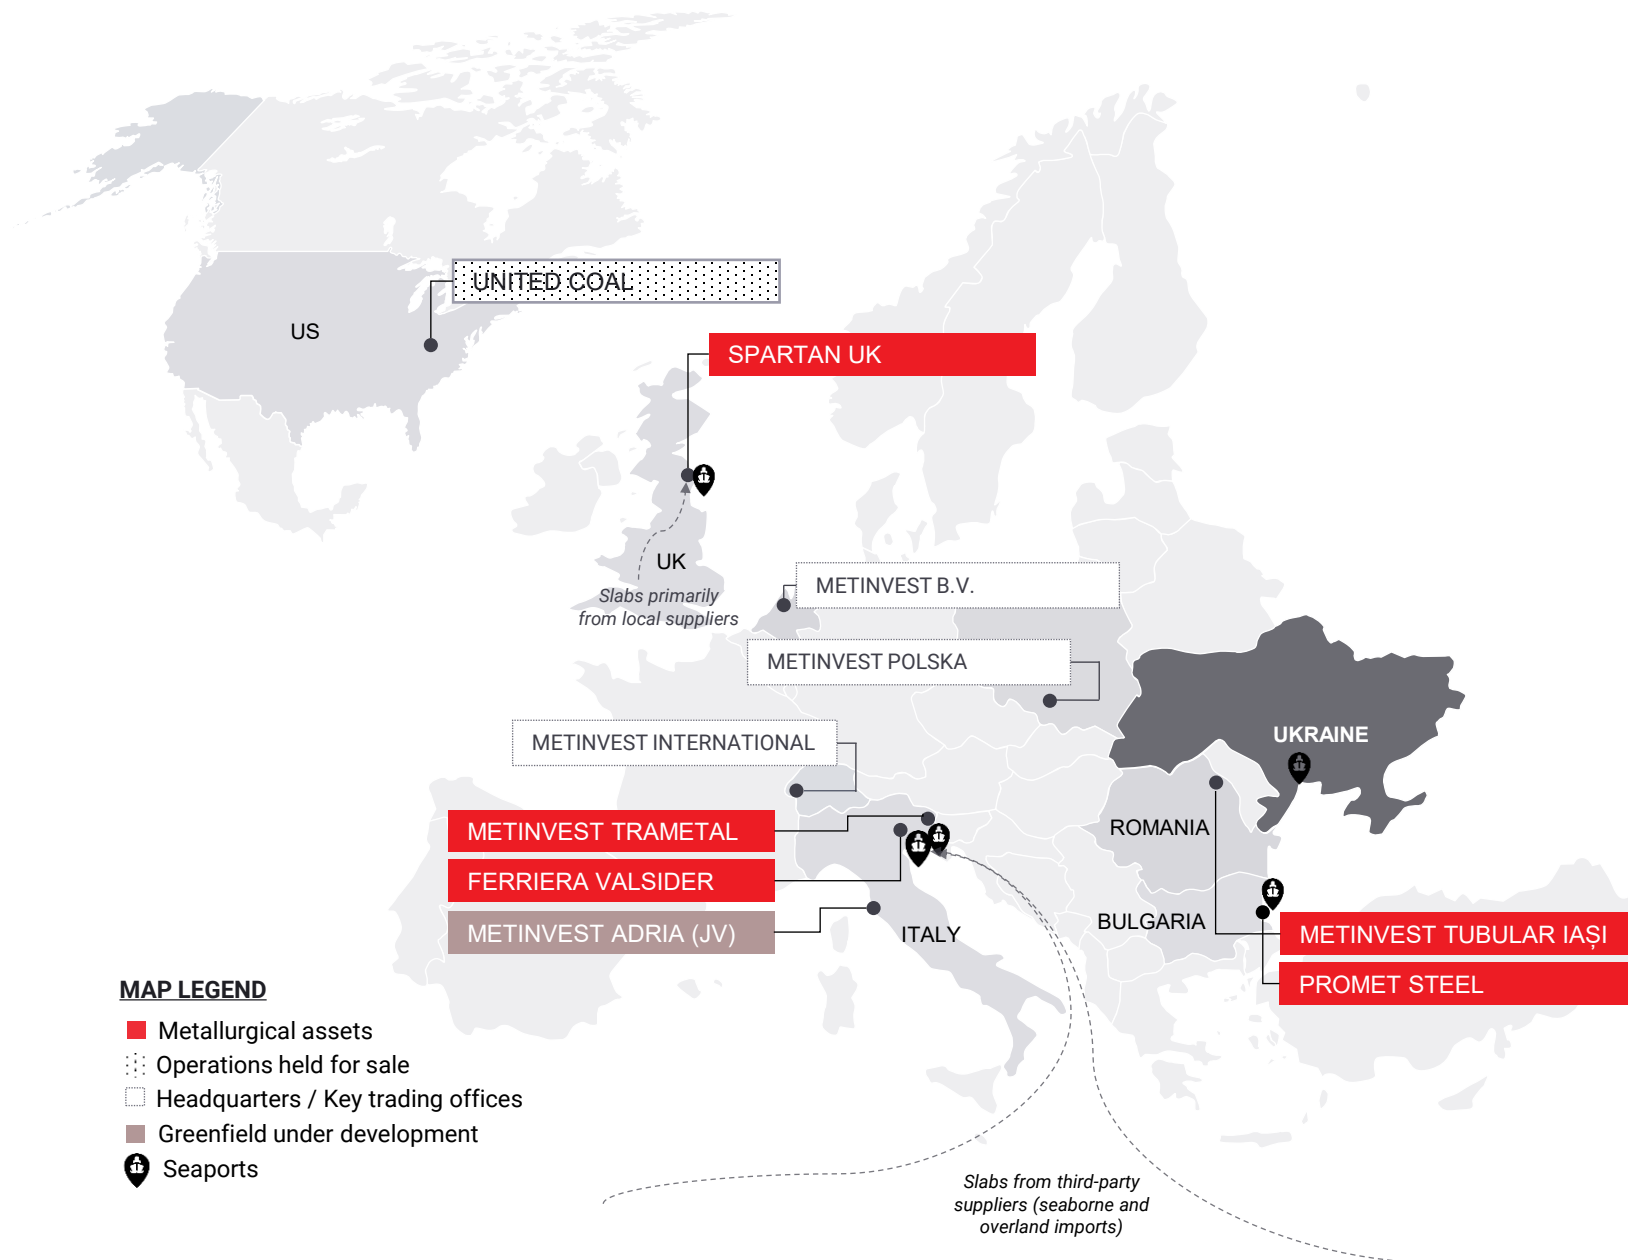 UNITED COAL
US
SPARTAN UK
UK
Slabs primarily
from local suppliers
METINVEST B.V.
METINVEST POLSKA
UKRAINE
METINVEST INTERNATIONAL
METINVEST TRAMETAL
ROMANIA
FERRIERA VALSIDER
METINVEST ADRIA (JV)
ITALY
BULGARIA
METINVEST TUBULAR IAȘI
PROMET STEEL
MAP LEGEND
Metallurgical assets
Operations held for sale
Headquarters / Key trading offices
Greenfield under development
Seaports
Slabs from third-party
suppliers (seaborne and
overland imports)